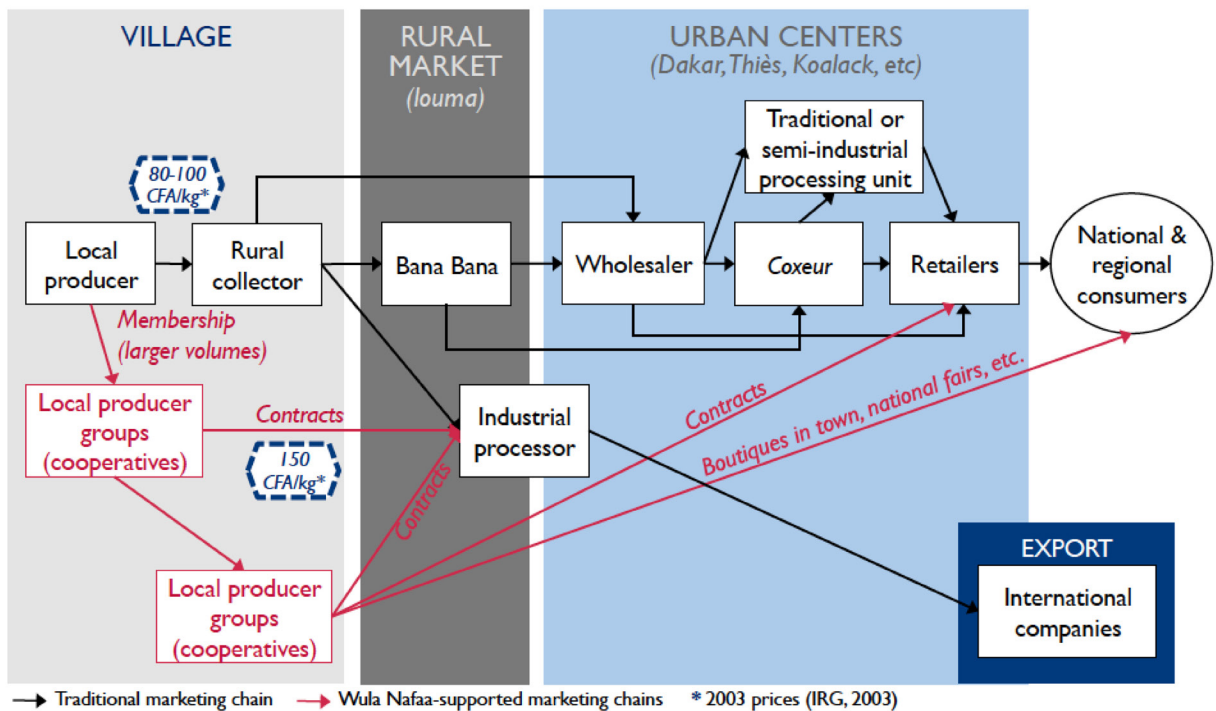 VILLAGE
RURAL
MARKET
(louma)
URBAN CENTERS
(Dakar, Thiès, Koalack, etc)
80-100
CFA/kg*
Local
producer
Rural
collector
Bana Bana
Wholesaler
Traditional or
semi-industrial
processing unit
Coxeur
Retailers
National &
regional
consumers
Membership
(larger volumes)
Local producer
groups
(cooperatives)
Contracts
150
CFA/kg*
Industrial
processor
Contracts
Contracts
Boutiques in town, national fairs, etc.
Local producer
groups
(cooperatives)
EXPORT
International
companies
Traditional marketing chain
Wula Nafaa-supported marketing chains
* 2003 prices (IRG, 2003)